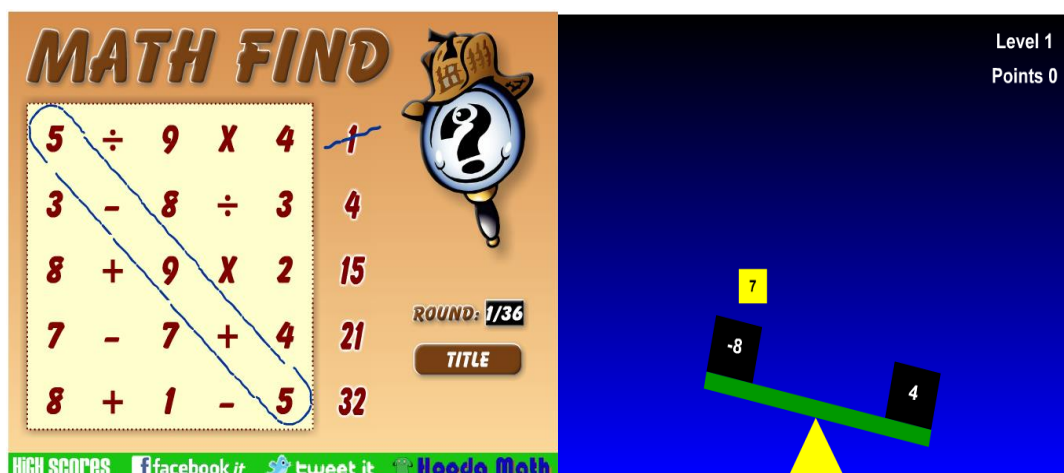 MATH FIND
5 ÷ 9 X 4 1
3 - 8 ÷ 3 4
8 + 9 X 2 15
7 - 7 + 4 21
8 + 1 - 5 32
?
ROUND: 1/36
TITLE
HIGH SCORES facebook it tweet it Hooda Math
Level 1
Points 0
7
-8
4